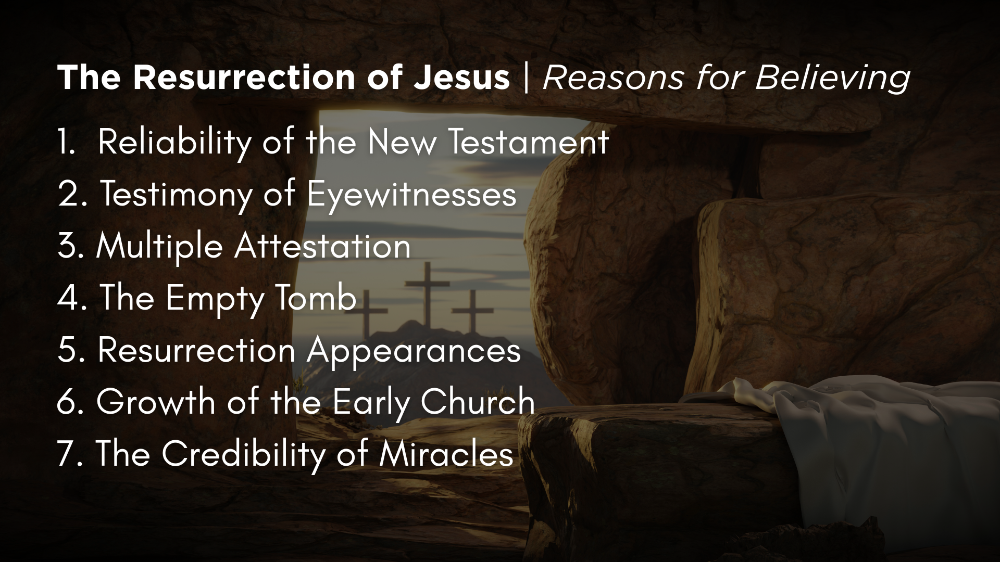 The Resurrection of Jesus | Reasons for Believing
1. Reliability of the New Testament
2. Testimony of Eyewitnesses
3. Multiple Attestation
4. The Empty Tomb
5. Resurrection Appearances
6. Growth of the Early Church
7. The Credibility of Miracles